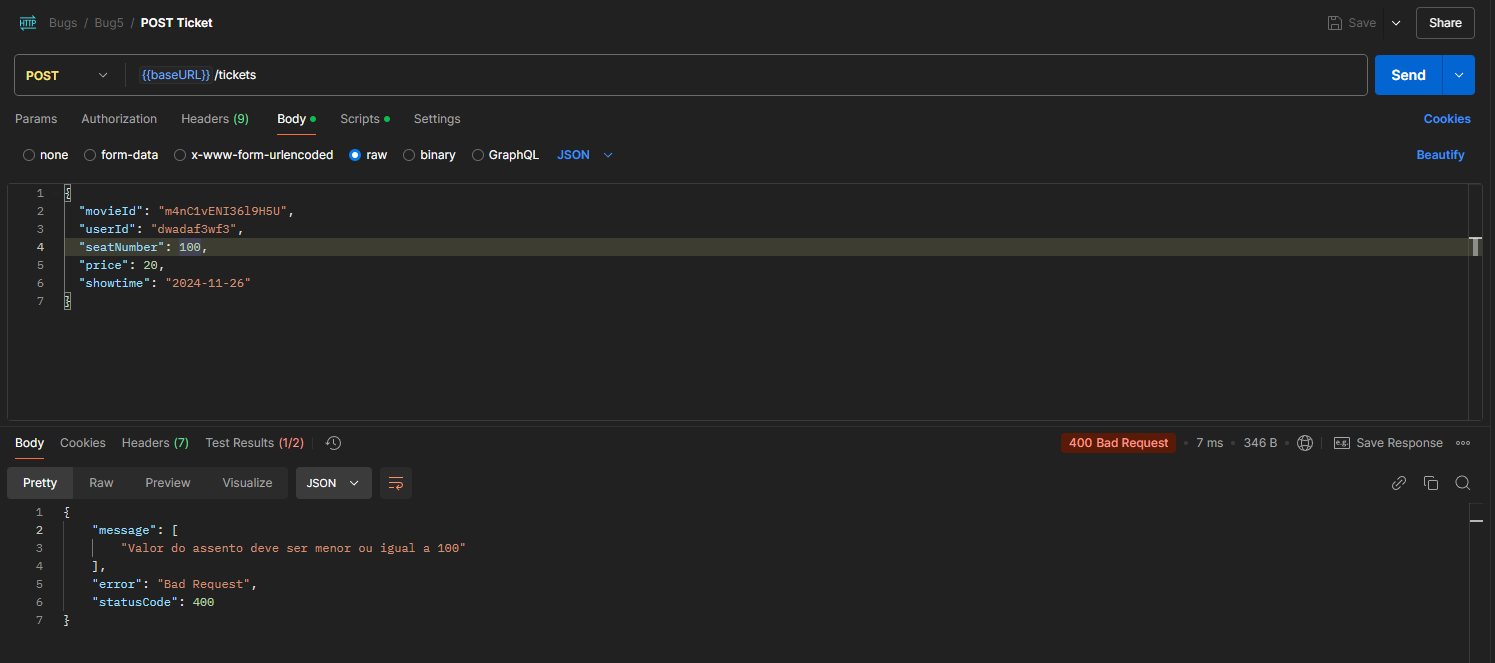 HTTP Bugs / Bug5 / POST Ticket Save Share
POST {{baseURL}} /tickets Send
Params Authorization Headers (9) Body Scripts Settings Cookies
none form-data x-www-form-urlencoded raw binary GraphQL JSON Beautify
1 {
2 "movieId": "m4nC1vENI36l9H5U",
3 "userId": "dwadaf3wf3",
4 "seatNumber": 100,
5 "price": 20,
6 "showtime": "2024-11-26"
7 }
Body Cookies Headers (7) Test Results (1/2) 400 Bad Request • 7 ms • 346 B • e.g. Save Response
Pretty Raw Preview Visualize JSON
1 {
2 "message": [
3 "Valor do assento deve ser menor ou igual a 100"
4 ],
5 "error": "Bad Request",
6 "statusCode": 400
7 }